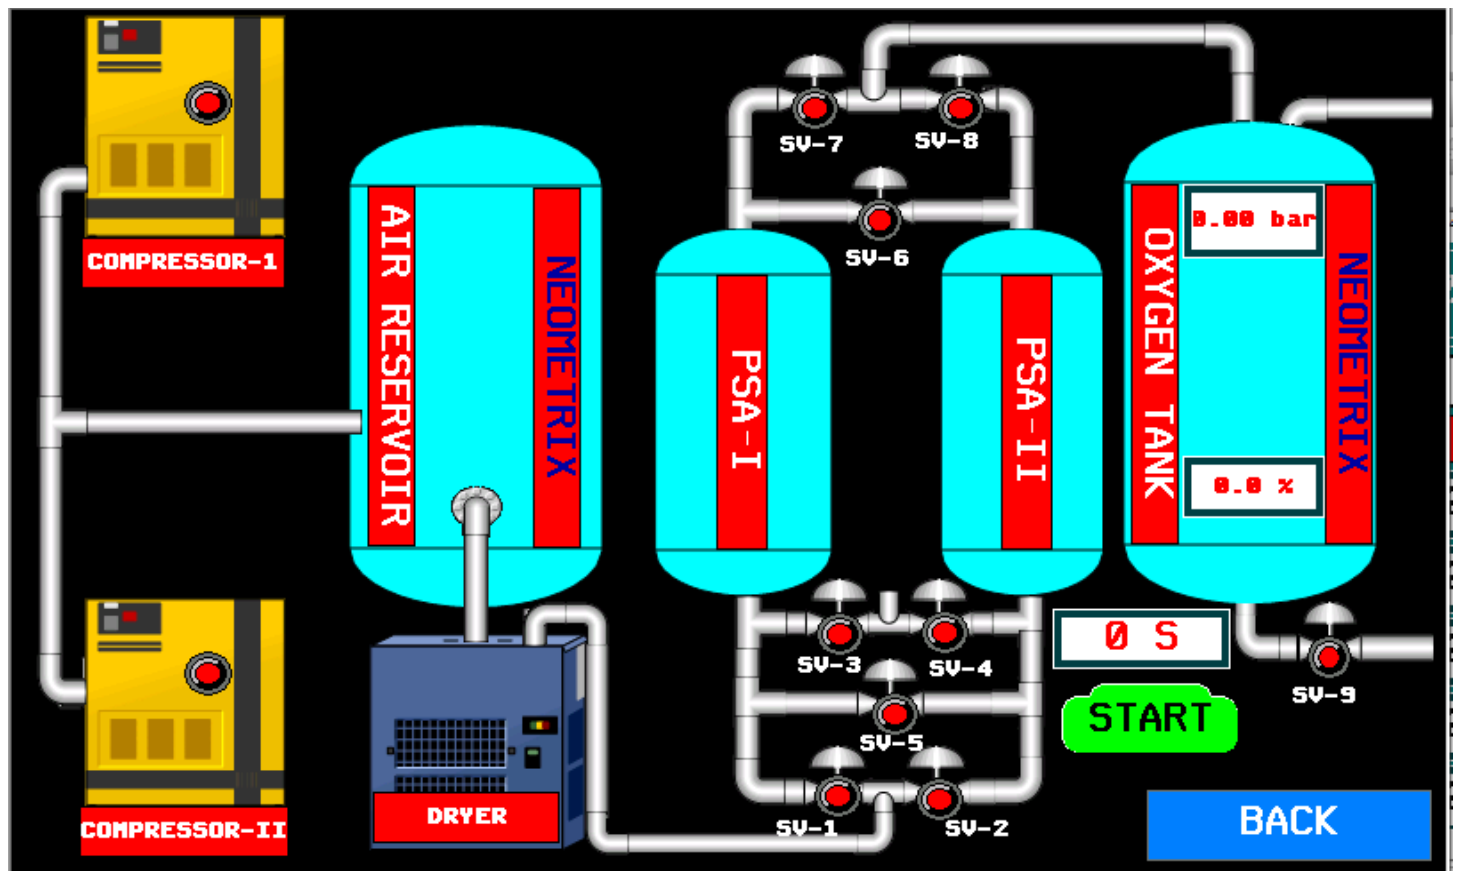 COMPRESSOR-1
AIR RESERVOIR
NEOMETRIX
SV-7
SV-8
SV-6
PSA-I
PSA-II
OXYGEN TANK
0.00 bar
0.0 %
NEOMETRIX
SV-3
SV-4
0 S
SV-9
START
SV-5
COMPRESSOR-II
DRYER
SV-1
SV-2
BACK